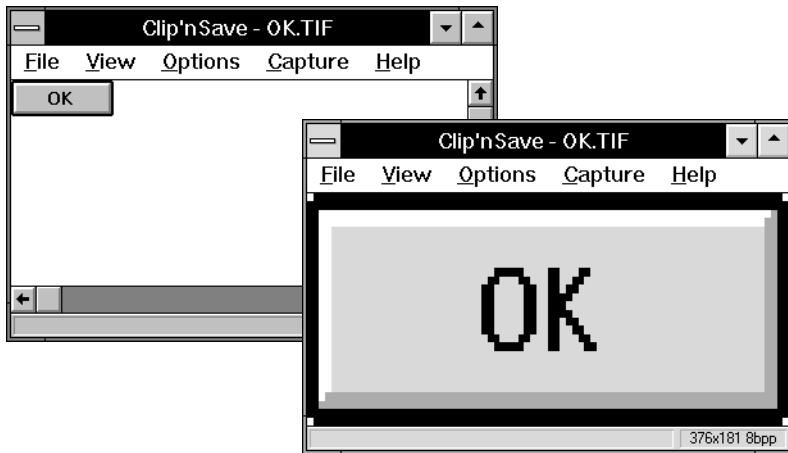 Clip'nSave - OK.TIF
File View Options Capture Help
OK
Clip'nSave - OK.TIF
File View Options Capture Help
OK
376x181 8bpp